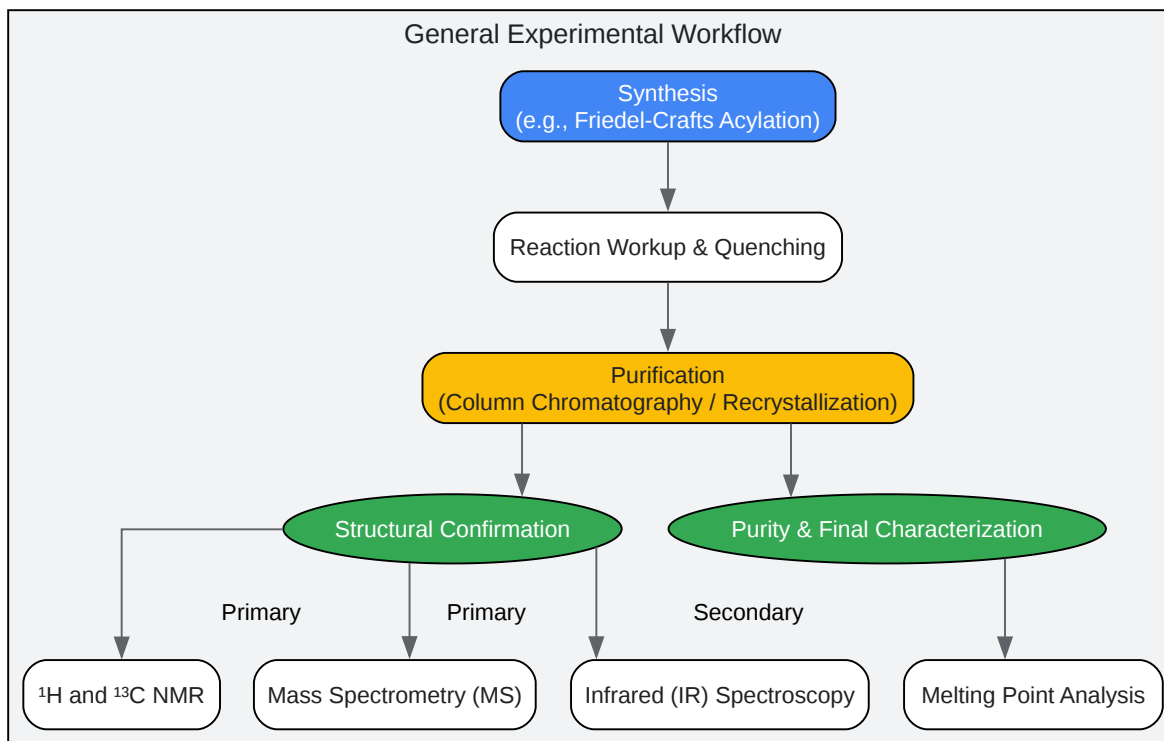 General Experimental Workflow
Synthesis
(e.g., Friedel-Crafts Acylation)
Reaction Workup & Quenching
Purification
(Column Chromatography / Recrystallization)
Structural Confirmation
Purity & Final Characterization
Primary
Primary
Secondary
¹H and ¹³C NMR
Mass Spectrometry (MS)
Infrared (IR) Spectroscopy
Melting Point Analysis